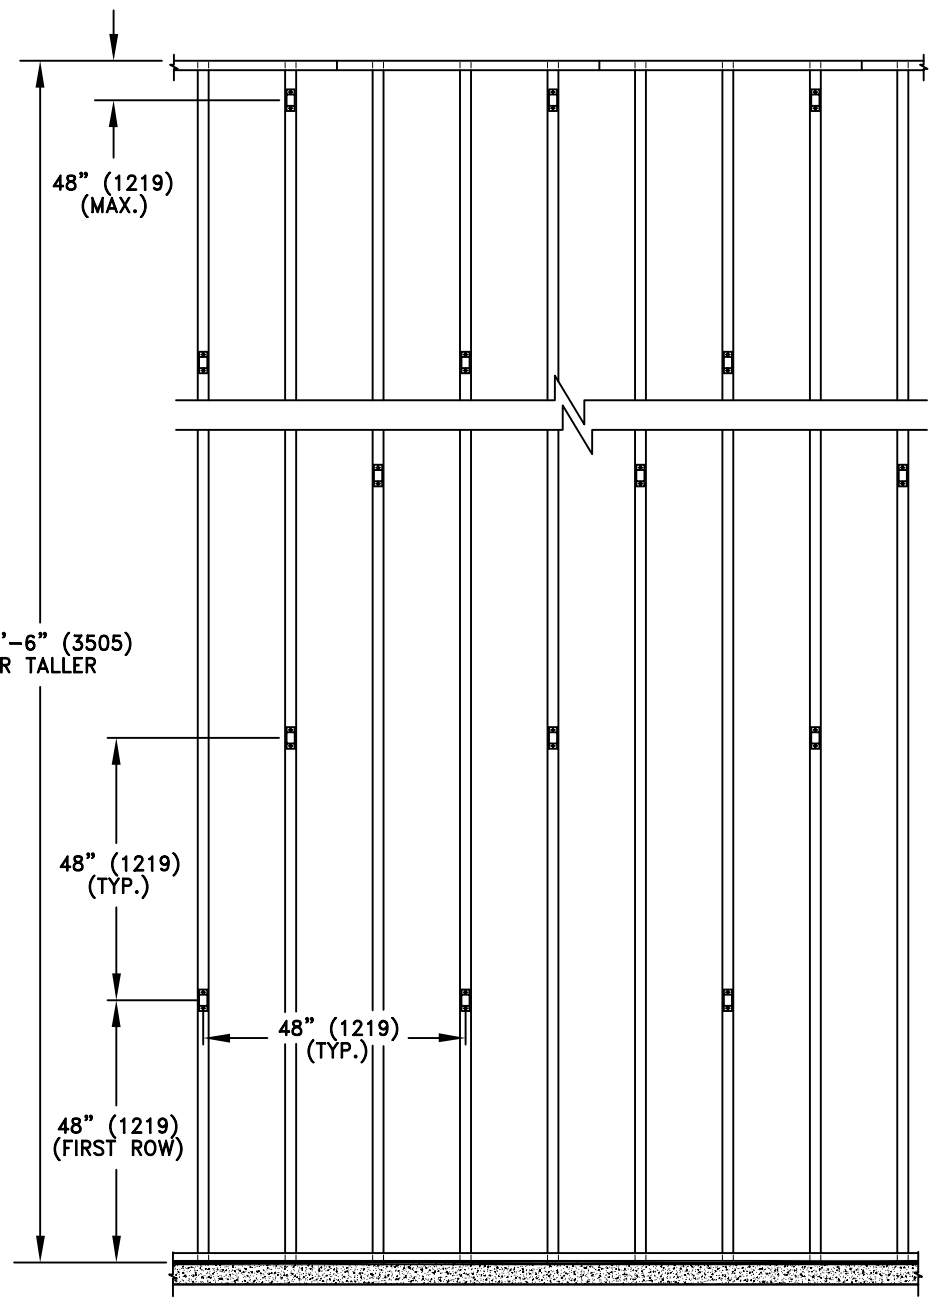 48” (1219)
(MAX.)
’-6” (3505)
R TALLER
48” (1219)
(TYP.)
48” (1219)
(TYP.)
48” (1219)
(FIRST ROW)